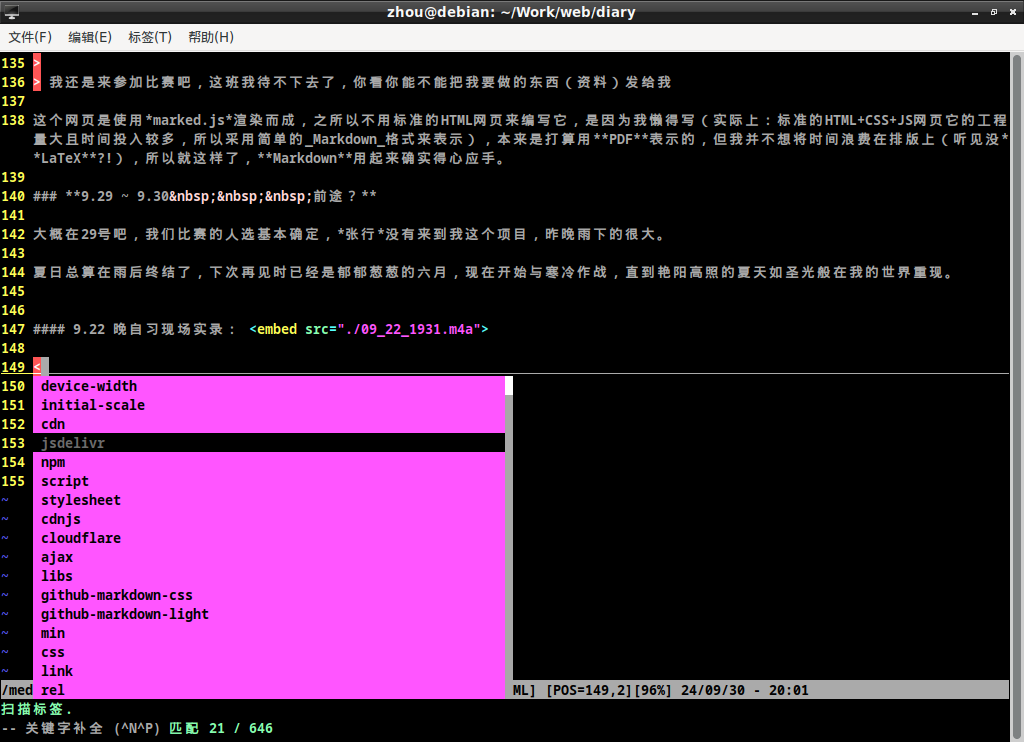 zhou@debian: ~/Work/web/diary
文件(F) 编辑(E) 标签(T) 帮助(H)
135 >
136 > 我还是来参加比赛吧，这班我待不下去了，你看你能不能把我要做的东西（资料）发给我
137
138 这个网页是使用*marked.js*渲染而成，之所以不用标准的HTML网页来编写它，是因为我懒得写（实际上：标准的HTML+CSS+JS网页它的工程
量大且时间投入较多，所以采用简单的_Markdown_格式来表示），本来是打算用**PDF**表示的，但我并不想将时间浪费在排版上（听见没*
*LaTeX**?!），所以就这样了，**Markdown**用起来确实得心应手。
139
140 ### **9.29 ~ 9.30&nbsp;&nbsp;&nbsp;前途？**
141
142 大概在29号吧，我们比赛的人选基本确定，*张行*没有来到我这个项目，昨晚雨下的很大。
143
144 夏日总算在雨后终结了，下次再见时已经是郁郁葱葱的六月，现在开始与寒冷作战，直到艳阳高照的夏天如圣光般在我的世界重现。
145
146
147 #### 9.22 晚自习现场实录： <embed src="./09_22_1931.m4a">
148
149 <
150 device-width
151 initial-scale
152 cdn
153 jsdelivr
154 npm
155 script
~ stylesheet
~ cdnjs
~ cloudflare
~ ajax
~ libs
~ github-markdown-css
~ github-markdown-light
~ min
~ css
~ link
/med rel ML] [POS=149,2][96%] 24/09/30 - 20:01
扫描标签.
-- 关键字补全 (^N^P) 匹配 21 / 646